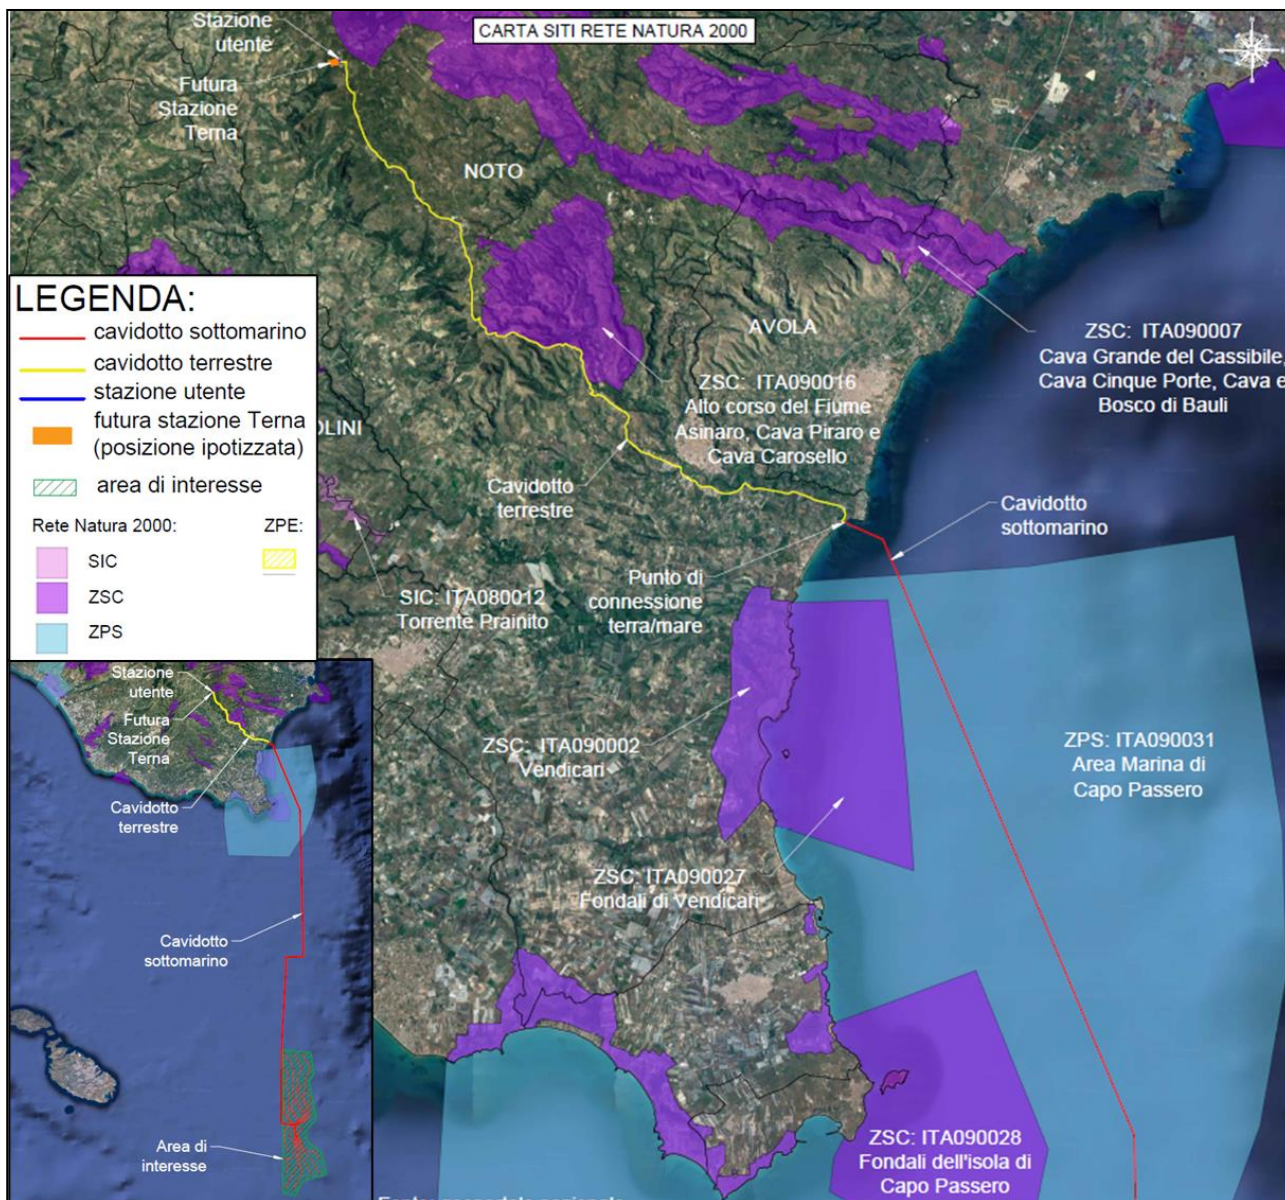 CARTA SITI RETE NATURA 2000
Stazione
utente
Futura
Stazione
Terna
NOTO
AVOLA
ZSC: ITA090007
Cava Grande del Cassibile,
Cava Cinque Porte, Cava e
Bosco di Bauli
ZSC: ITA090016
Alto corso del Fiume
Asinaro, Cava Piraro e
Cava Carosello
LEGENDA:
cavidotto sottomarino
cavidotto terrestre
stazione utente
futura stazione Terna
(posizione ipotizzata)
area di interesse
Rete Natura 2000:
ZPE:
SIC
ZSC
ZPS
OLINI
Cavidotto
terrestre
Cavidotto
sottomarino
Punto di
connessione
terra/mare
SIC: ITA080012
Torrente Prainito
ZSC: ITA090002
Vendicari
ZPS: ITA090031
Area Marina di
Capo Passero
ZSC: ITA090027
Fondali di Vendicari
ZSC: ITA090028
Fondali dell'isola di
Capo Passero
Stazione
utente
Futura
Stazione
Terna
Cavidotto
terrestre
Cavidotto
sottomarino
Area di
interesse